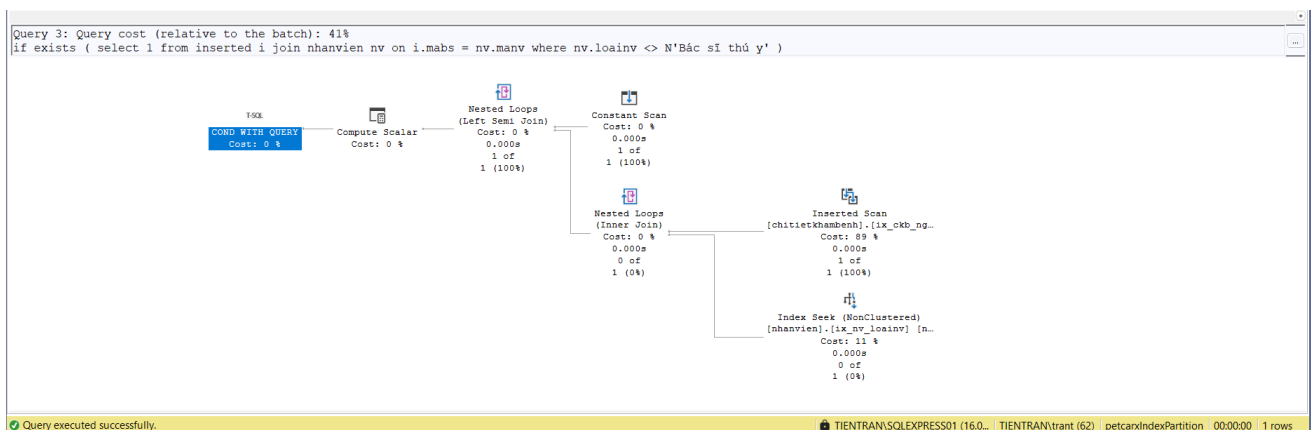 Query 3: Query cost (relative to the batch): 41%
if exists ( select 1 from inserted i join nhanvien nv on i.mabs = nv.manv where nv.loainv <> N'Bác sĩ thú y' )
...
T-SQL
COND WITH QUERY
Cost: 0 %
Compute Scalar
Cost: 0 %
Nested Loops
(Left Semi Join)
Cost: 0 %
0.000s
1 of
1 (100%)
Constant Scan
Cost: 0 %
0.000s
1 of
1 (100%)
Nested Loops
(Inner Join)
Cost: 0 %
0.000s
0 of
1 (0%)
Inserted Scan
[chitietkhambenh].[ix_ckb_ng…
Cost: 89 %
0.000s
1 of
1 (100%)
Index Seek (NonClustered)
[nhanvien].[ix_nv_loainv] [n…
Cost: 11 %
0.000s
0 of
1 (0%)
Query executed successfully.
TIENTRAN\SQLEXPRESS01 (16.0... TIENTRAN\trant (62) petcarxIndexPartition 00:00:00 1 rows